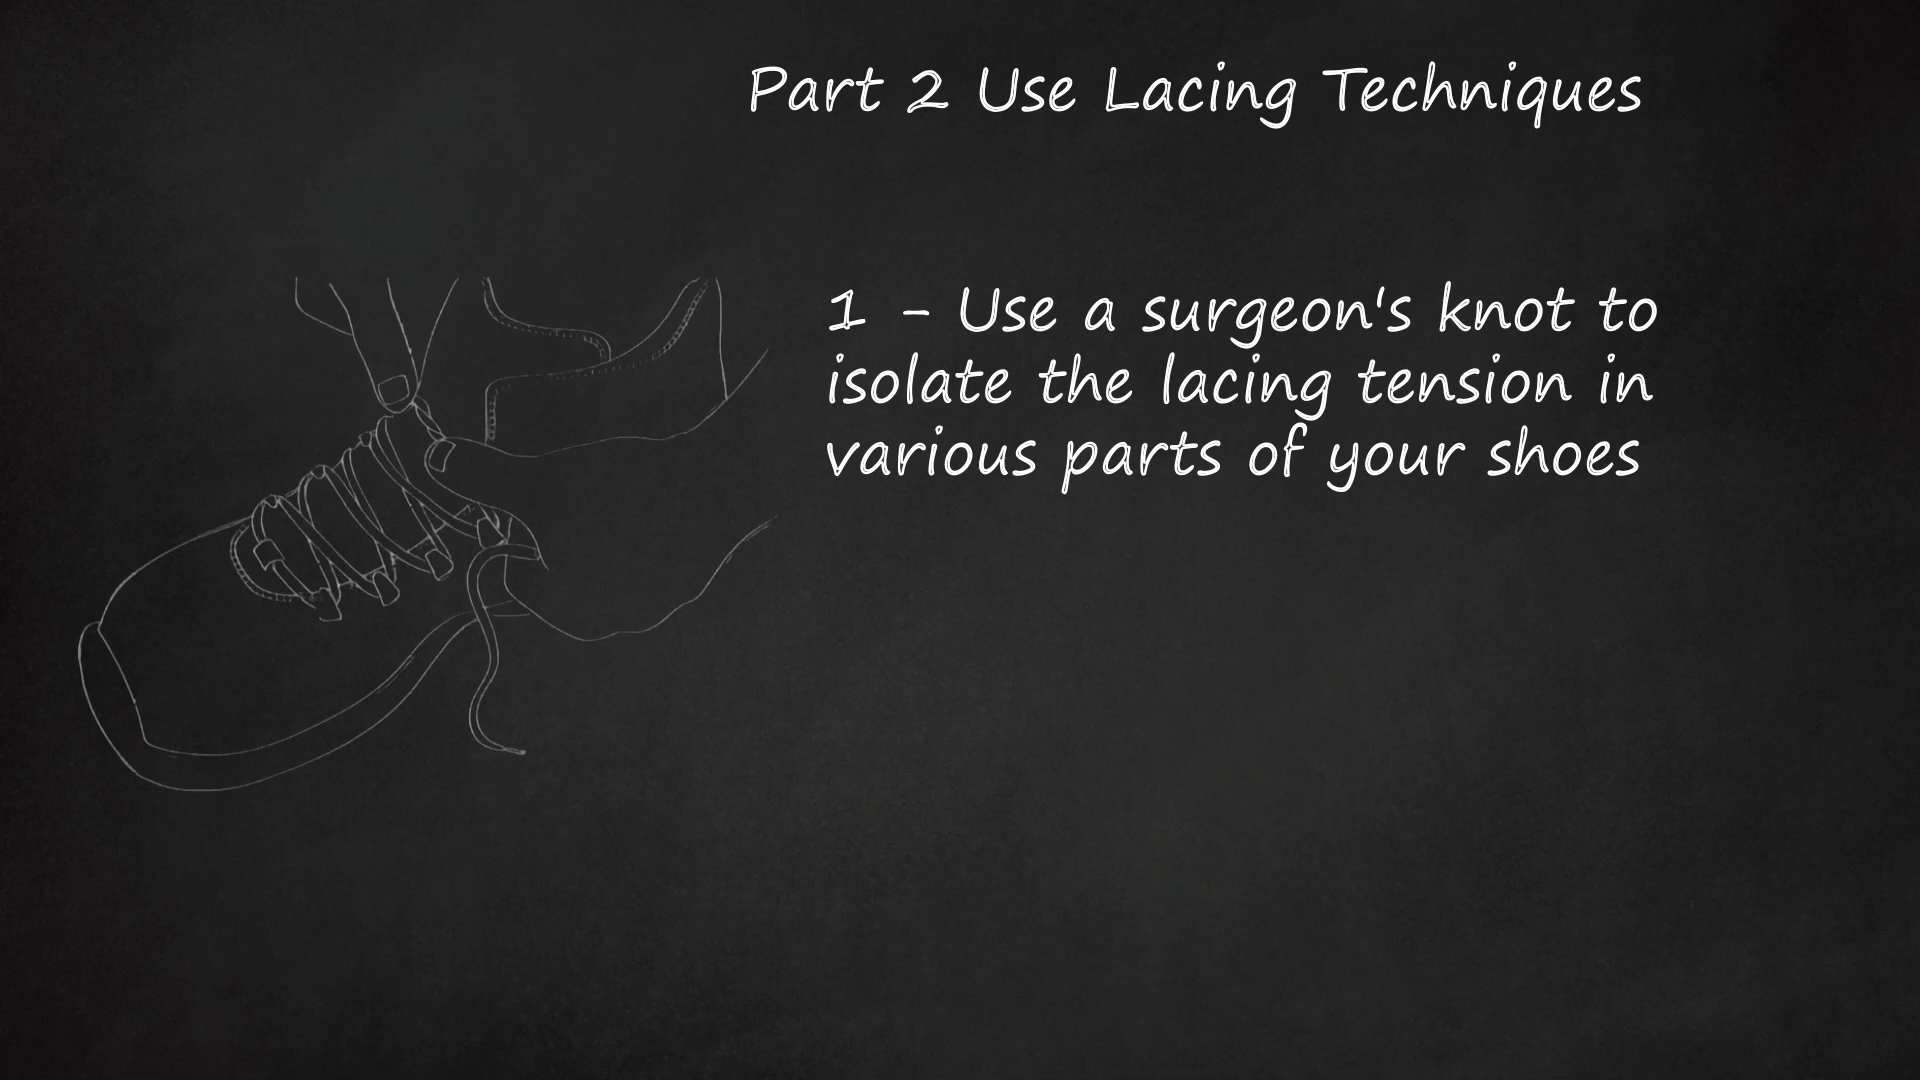 Part 2 Use Lacing Techniques
1 - Use a surgeon's knot to
isolate the lacing tension in
various parts of your shoes